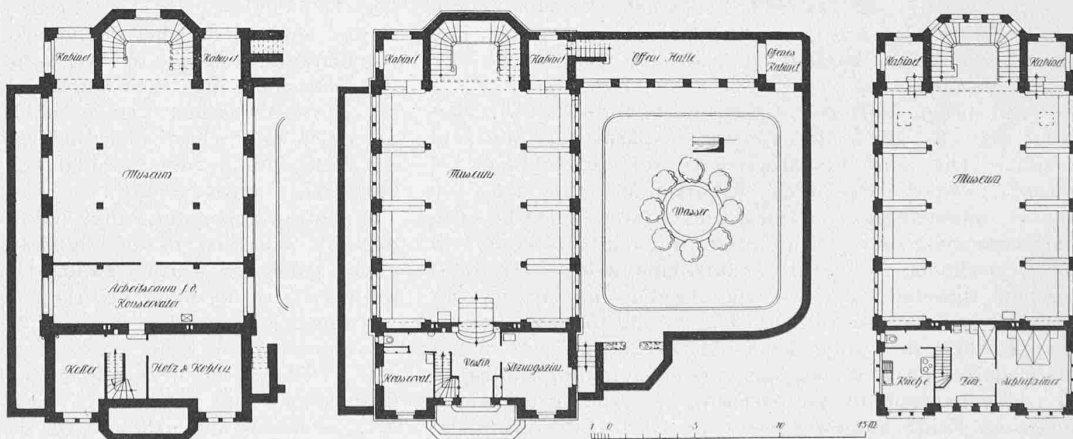 Kabinet
Kabinet
Museum
Arbeitsraum f. d.
Konservator
Keller
Holz & Kohlen
Kabinet
Kabinet
Offene Halle
Offenes
Kabinet
Museum
Wasser
Konservat.
Vestib.
Sitzungszim.
Kabinet
Kabinet
Museum
Küche
Zim.
Schlafzimer
1 0 5 10 15 M.